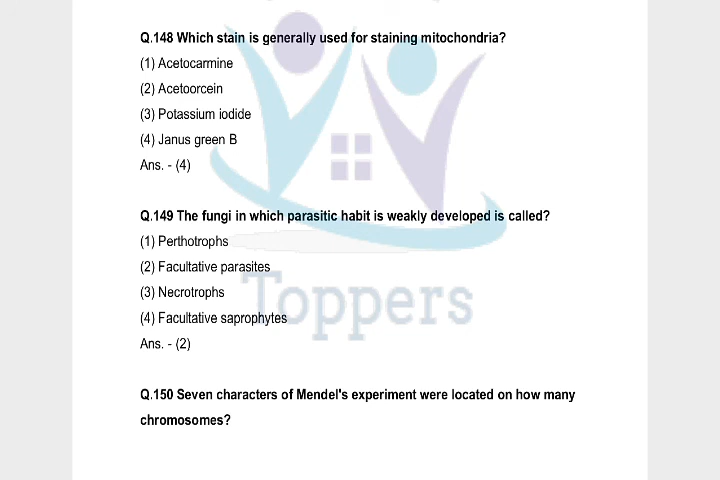 Q.148 Which stain is generally used for staining mitochondria?
(1) Acetocarmine
(2) Acetoorcein
(3) Potassium iodide
(4) Janus green B
Ans. - (4)
Q.149 The fungi in which parasitic habit is weakly developed is called?
(1) Perthotrophs
(2) Facultative parasites
(3) Necrotrophs
Toppers
(4) Facultative saprophytes
Ans. - (2)
Q.150 Seven characters of Mendel's experiment were located on how many
chromosomes?